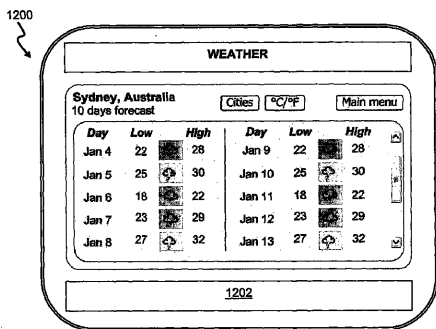 1200
WEATHER
Sydney, Australia
10 days forecast
Cities °C/°F Main menu
Day Low High Day Low High
Jan 4 22 28 Jan 9 22 28
Jan 5 25 30 Jan 10 25 30
Jan 6 18 22 Jan 11 18 22
Jan 7 23 29 Jan 12 23 29
Jan 8 27 32 Jan 13 27 32
1202